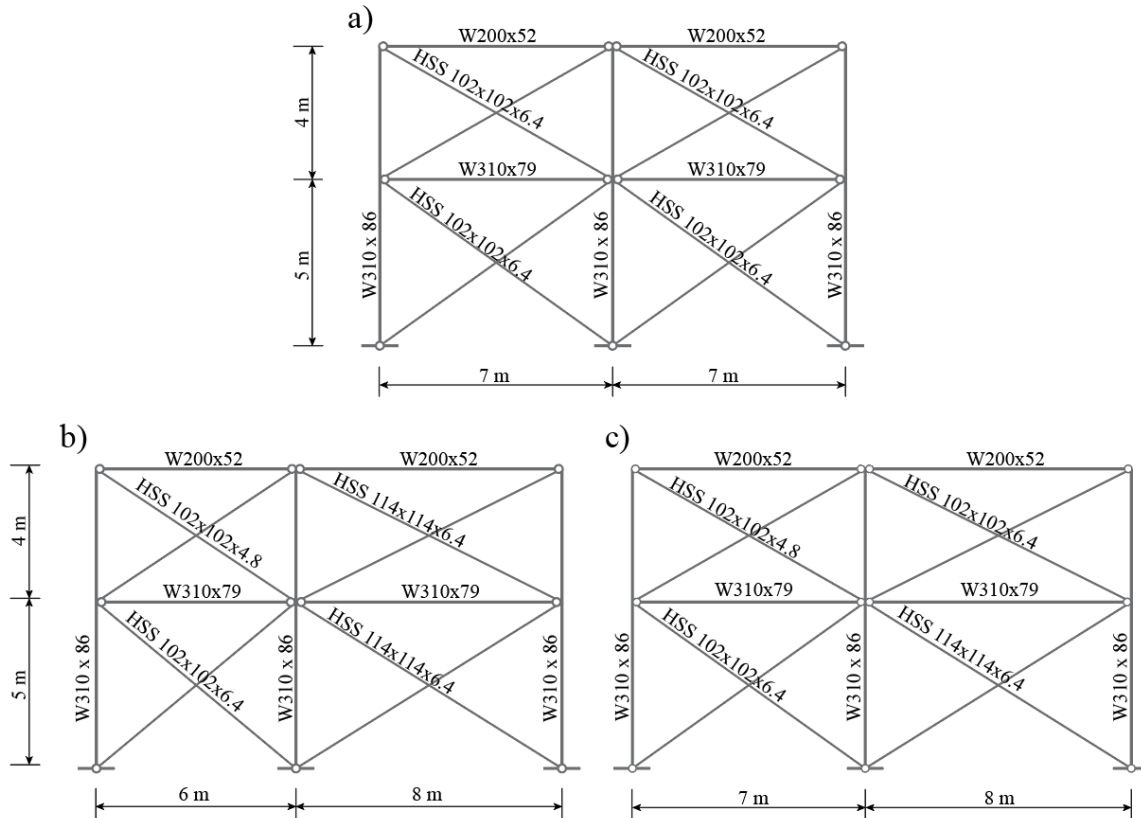 a)
W200x52 W200x52
HSS 102x102x6.4 HSS 102x102x6.4
4 m
W310x79 W310x79
HSS 102x102x6.4 HSS 102x102x6.4
5 m
W310 x 86 W310 x 86 W310 x 86
7 m 7 m
b)
W200x52 W200x52
HSS 102x102x4.8 HSS 114x114x6.4
4 m
W310x79 W310x79
HSS 102x102x6.4 HSS 114x114x6.4
5 m
W310 x 86 W310 x 86 W310 x 86
6 m 8 m
c)
W200x52 W200x52
HSS 102x102x4.8 HSS 102x102x6.4
W310x79 W310x79
HSS 102x102x6.4 HSS 114x114x6.4
W310 x 86 W310 x 86 W310 x 86
7 m 8 m